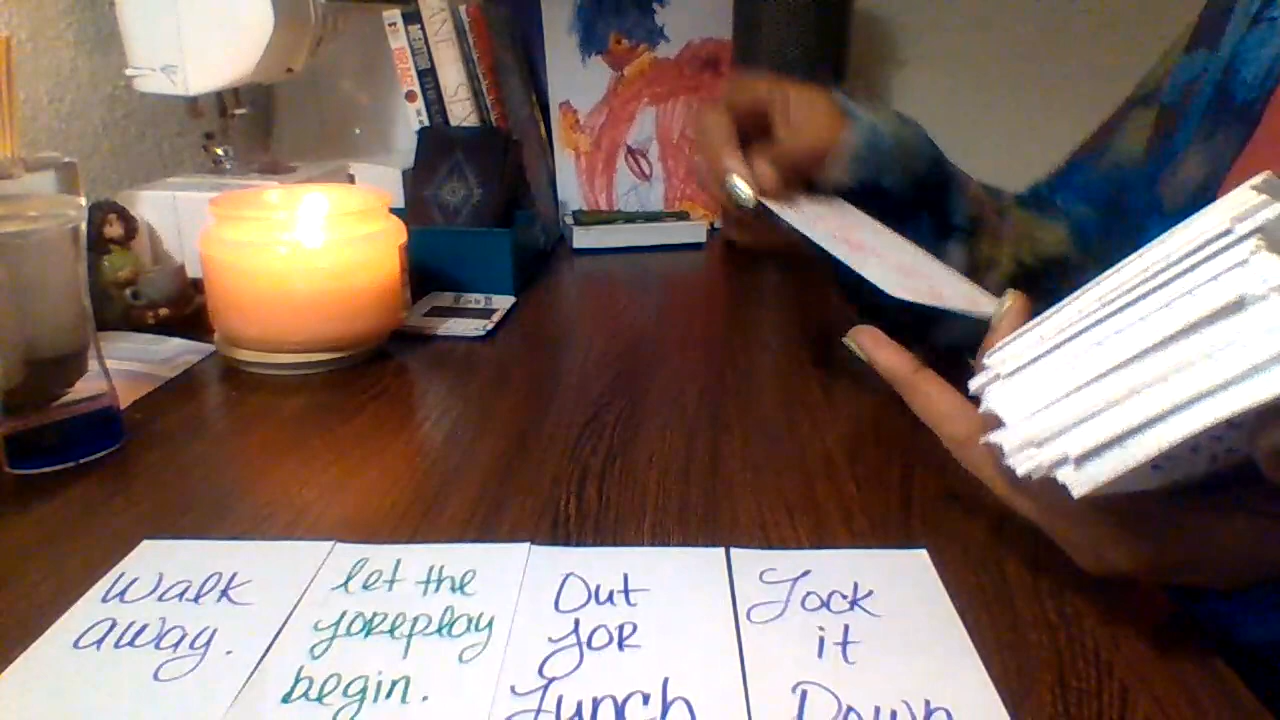 Walk
away.
let the
foreplay
begin.
Out
FOR
Lunch
Lock
it
Down